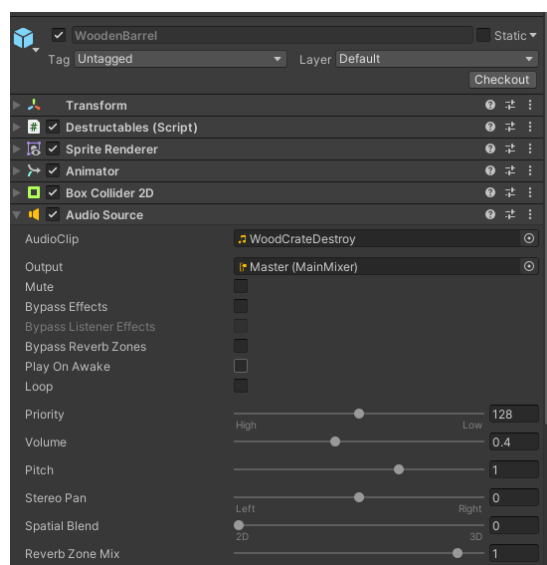 WoodenBarrel Static
Tag Untagged Layer Default
Checkout
Transform
# Destructables (Script)
Sprite Renderer
Animator
Box Collider 2D
Audio Source
AudioClip WoodCrateDestroy
Output Master (MainMixer)
Mute
Bypass Effects
Bypass Listener Effects
Bypass Reverb Zones
Play On Awake
Loop
Priority 128
High Low
Volume 0.4
Pitch 1
Stereo Pan 0
Left Right
Spatial Blend 0
2D 3D
Reverb Zone Mix 1